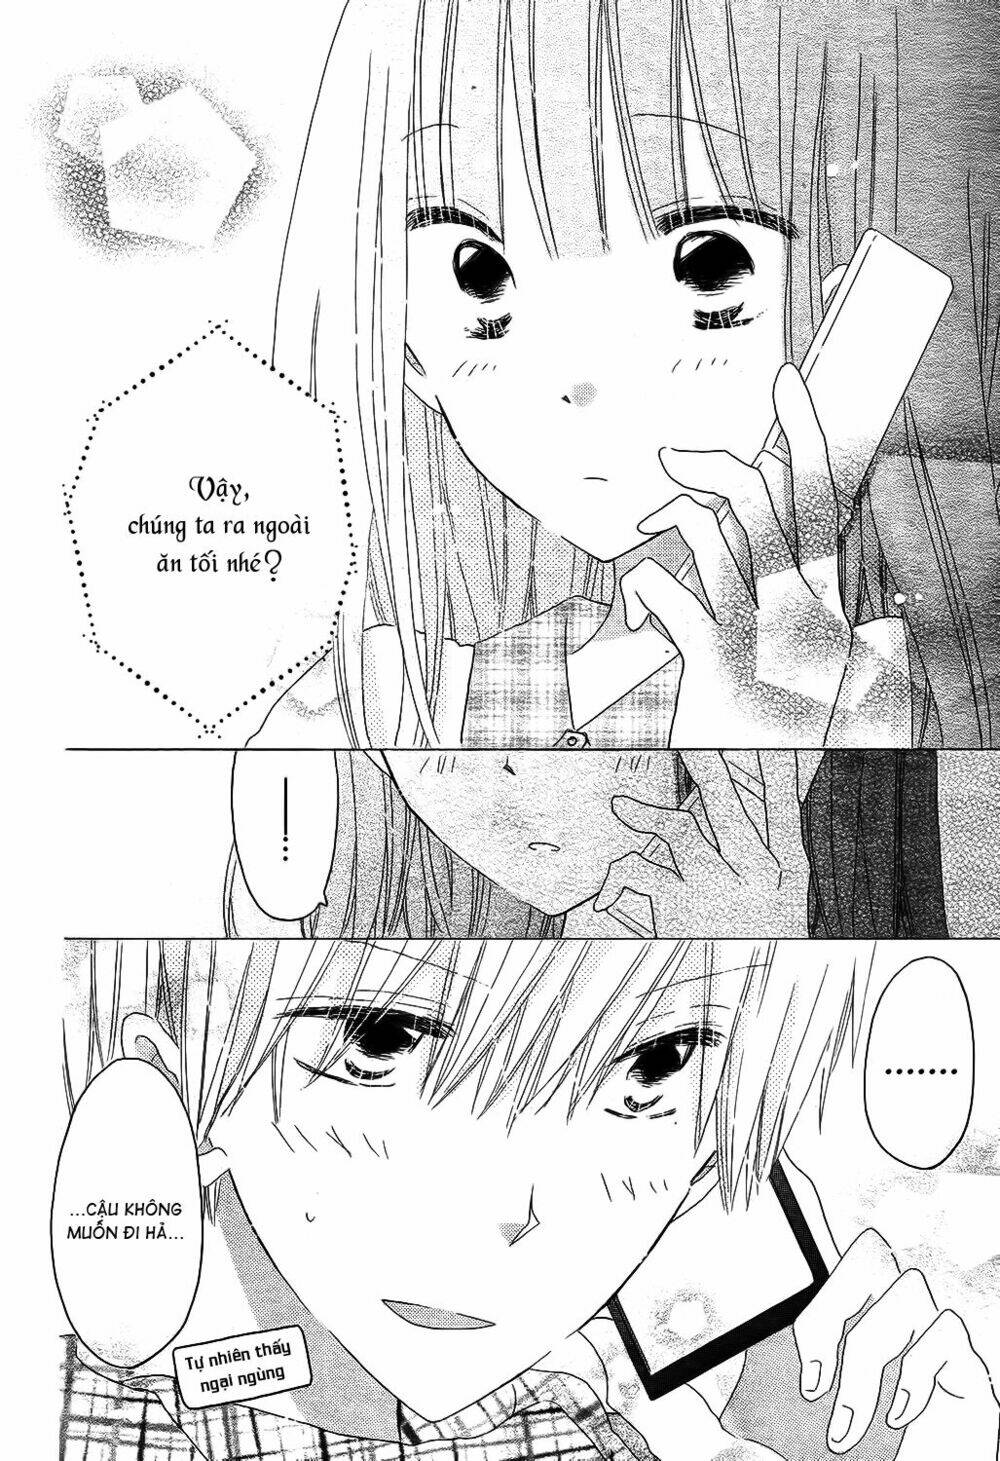 Vậy,
chúng ta ra ngoài
ăn tối nhé?
...
........
...CẬU KHÔNG
MUỐN ĐI HẢ...
Tự nhiên thấy
ngại ngùng